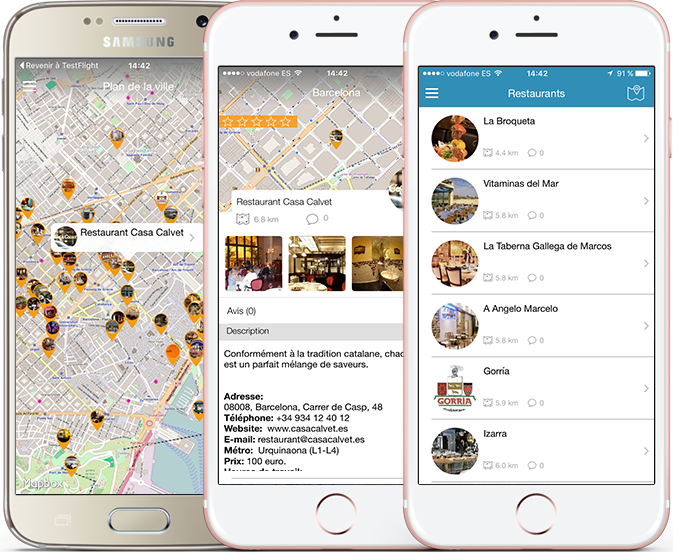 SAMSUNG
Revenir à TestFlight
14:42
Plan de la ville
Restaurant Casa Calvet
Mapbox
vodafone ES
14:42
Barcelona
Restaurant Casa Calvet
6.8 km
0
Avis (0)
Description
Conformément à la tradition catalane, chac
est un parfait mélange de saveurs.
Adresse:
08008, Barcelona, Carrer de Casp, 48
Téléphone: +34 934 12 40 12
Website: www.casacalvet.es
E-mail: restaurant@casacalvet.es
Métro: Urquinaona (L1-L4)
Prix: 100 euro.
vodafone ES
14:42
91 %
Restaurants
La Broqueta
4.4 km
0
Vitaminas del Mar
5.8 km
0
La Taberna Gallega de Marcos
5.8 km
0
A Angelo Marcelo
5.8 km
0
Gorría
GORRIA
5.9 km
0
Izarra
6.0 km
0